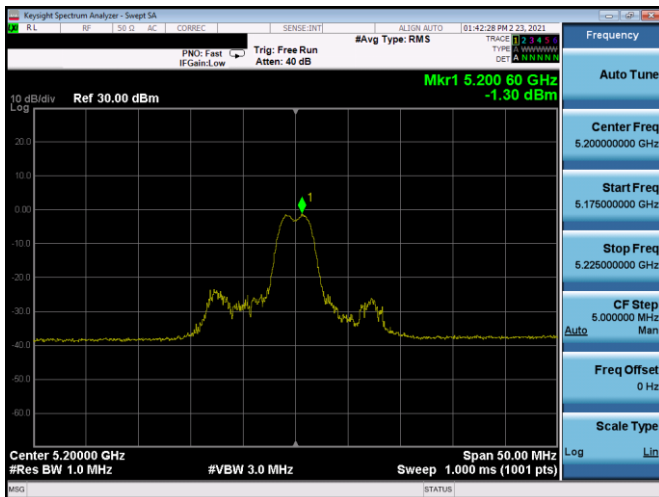 Keysight Spectrum Analyzer - Swept SA
RL RF 50 Ω AC CORREC SENSE:INT ALIGN AUTO 01:42:28 PM 2 23, 2021
#Avg Type: RMS
TRACE 1 2 3 4 5 6
PNO: Fast Trig: Free Run TYPE A WWWWW
IFGain:Low Atten: 40 dB DET A N N N N N
Mkr1 5.200 60 GHz
10 dB/div Ref 30.00 dBm -1.30 dBm
Log
20.0
10.0
0.00
-10.0
-20.0
-30.0
-40.0
-50.0
-60.0
1
Center 5.20000 GHz Span 50.00 MHz
#Res BW 1.0 MHz #VBW 3.0 MHz Sweep 1.000 ms (1001 pts)
MSG STATUS
Frequency
Auto Tune
Center Freq
5.200000000 GHz
Start Freq
5.175000000 GHz
Stop Freq
5.225000000 GHz
CF Step
5.000000 MHz
Auto Man
Freq Offset
0 Hz
Scale Type
Log Lin